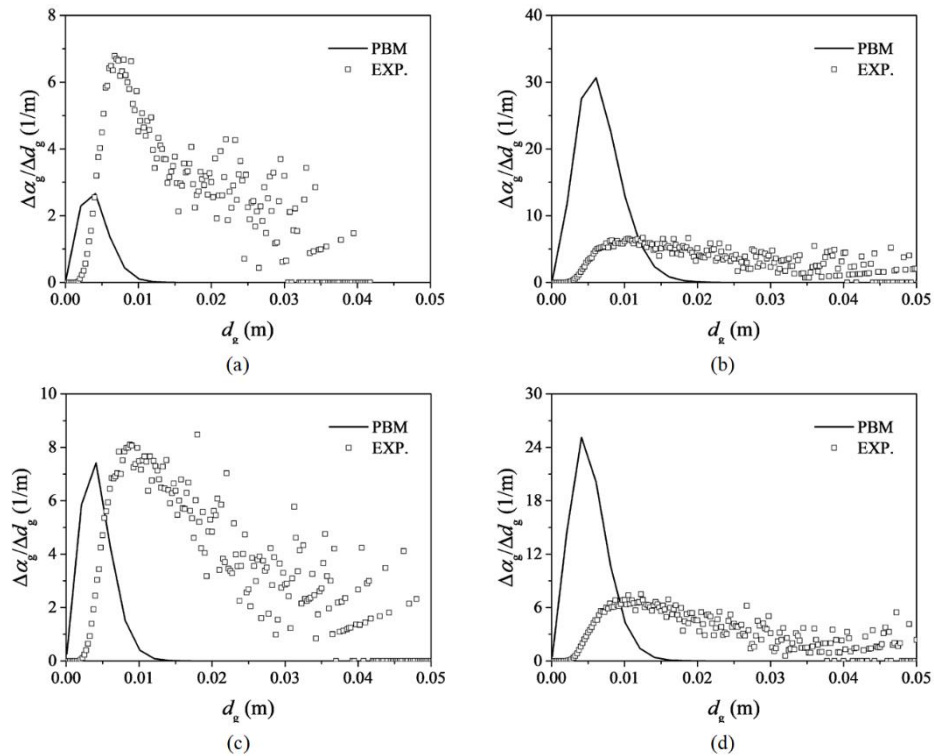 8
6
4
2
0
Δα_g/Δd_g (1/m)
PBM
EXP.
0.00 0.01 0.02 0.03 0.04 0.05
d_g (m)
(a)
40
30
20
10
0
Δα_g/Δd_g (1/m)
PBM
EXP.
0.00 0.01 0.02 0.03 0.04 0.05
d_g (m)
(b)
10
8
6
4
2
0
Δα_g/Δd_g (1/m)
PBM
EXP.
0.00 0.01 0.02 0.03 0.04 0.05
d_g (m)
(c)
30
24
18
12
6
0
Δα_g/Δd_g (1/m)
PBM
EXP.
0.00 0.01 0.02 0.03 0.04 0.05
d_g (m)
(d)